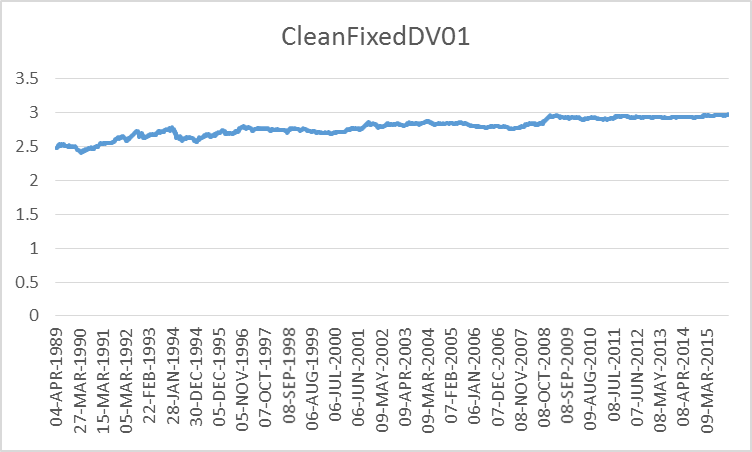 CleanFixedDV01
3.5
3
2.5
2
1.5
1
0.5
0
04-APR-1989
27-MAR-1990
15-MAR-1991
05-MAR-1992
22-FEB-1993
28-JAN-1994
30-DEC-1994
05-DEC-1995
05-NOV-1996
07-OCT-1997
08-SEP-1998
06-AUG-1999
06-JUL-2000
06-JUN-2001
09-MAY-2002
09-APR-2003
09-MAR-2004
07-FEB-2005
06-JAN-2006
06-DEC-2006
08-NOV-2007
08-OCT-2008
08-SEP-2009
09-AUG-2010
08-JUL-2011
07-JUN-2012
08-MAY-2013
08-APR-2014
09-MAR-2015